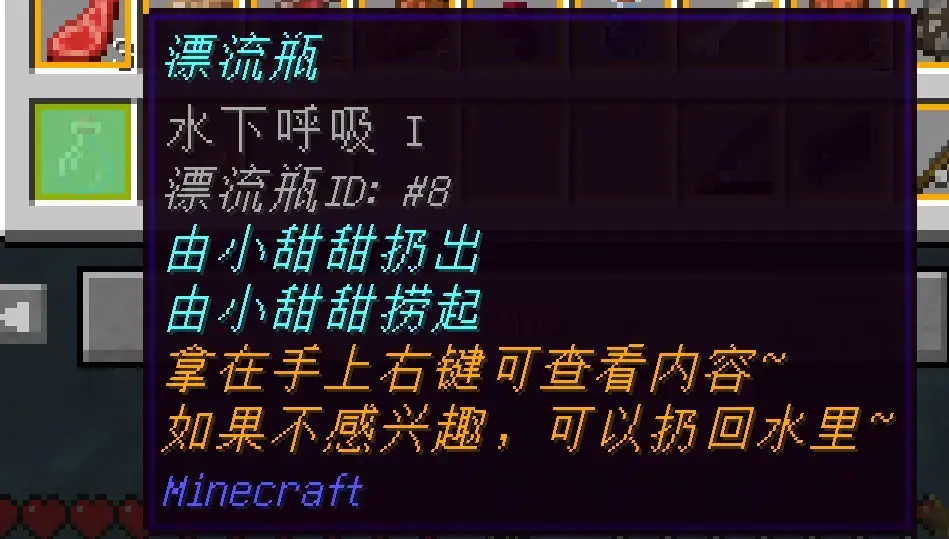 漂流瓶
水下呼吸 I
漂流瓶ID: #8
由小甜甜扔出
由小甜甜捞起
拿在手上右键可查看内容~
如果不感兴趣，可以扔回水里~
Minecraft